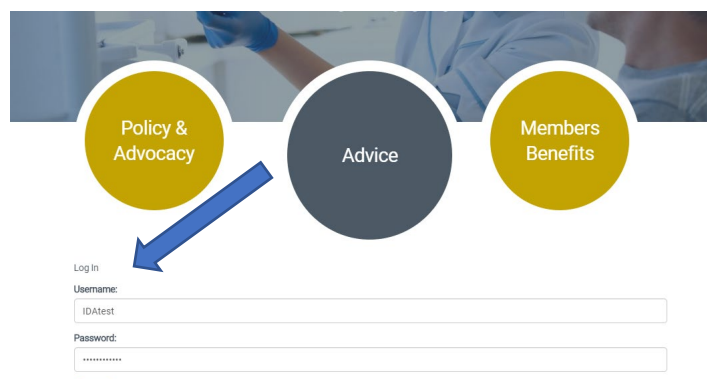 Policy &
Advocacy
Advice
Members
Benefits
Log In
Username:
IDAtest
Password:
••••••••••••